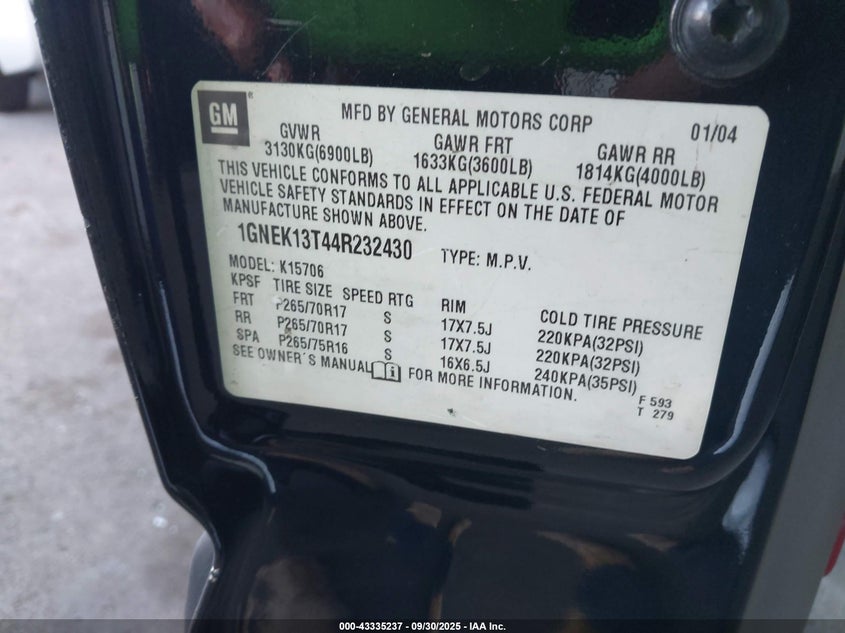 GM ®
MFD BY GENERAL MOTORS CORP 01/04
GVWR GAWR FRT GAWR RR
3130KG(6900LB) 1633KG(3600LB) 1814KG(4000LB)
THIS VEHICLE CONFORMS TO ALL APPLICABLE U.S. FEDERAL MOTOR
VEHICLE SAFETY STANDARDS IN EFFECT ON THE DATE OF
MANUFACTURE SHOWN ABOVE.
1GNEK13T44R232430 TYPE: M.P.V.
MODEL: K15706
KPSF TIRE SIZE SPEED RTG RIM COLD TIRE PRESSURE
FRT P265/70R17 S 17X7.5J 220KPA(32PSI)
RR P265/70R17 S 17X7.5J 220KPA(32PSI)
SPA P265/75R16 S 16X6.5J 240KPA(35PSI)
SEE OWNER'S MANUAL FOR MORE INFORMATION.
F 593
T 279
000-43335237 - 09/30/2025 - IAA Inc.